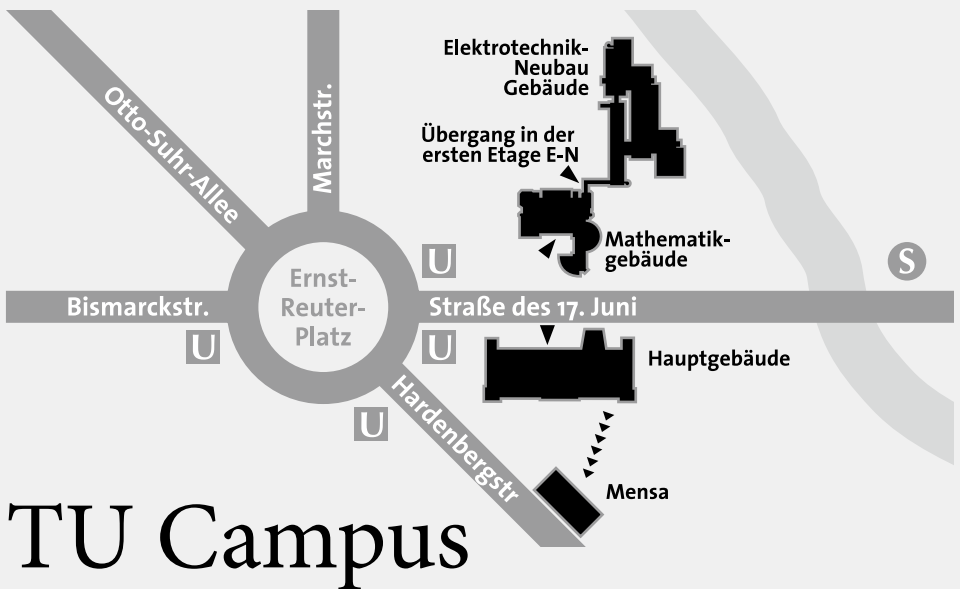 Elektrotechnik-
Neubau
Gebäude
Otto-Suhr-Allee
Marchstr.
Übergang in der
ersten Etage E-N
Mathematik-
gebäude
U
S
Ernst-
Reuter-
Platz
Bismarckstr.
Straße des 17. Juni
U
U
Hauptgebäude
Hardenbergstr
U
Mensa
TU Campus